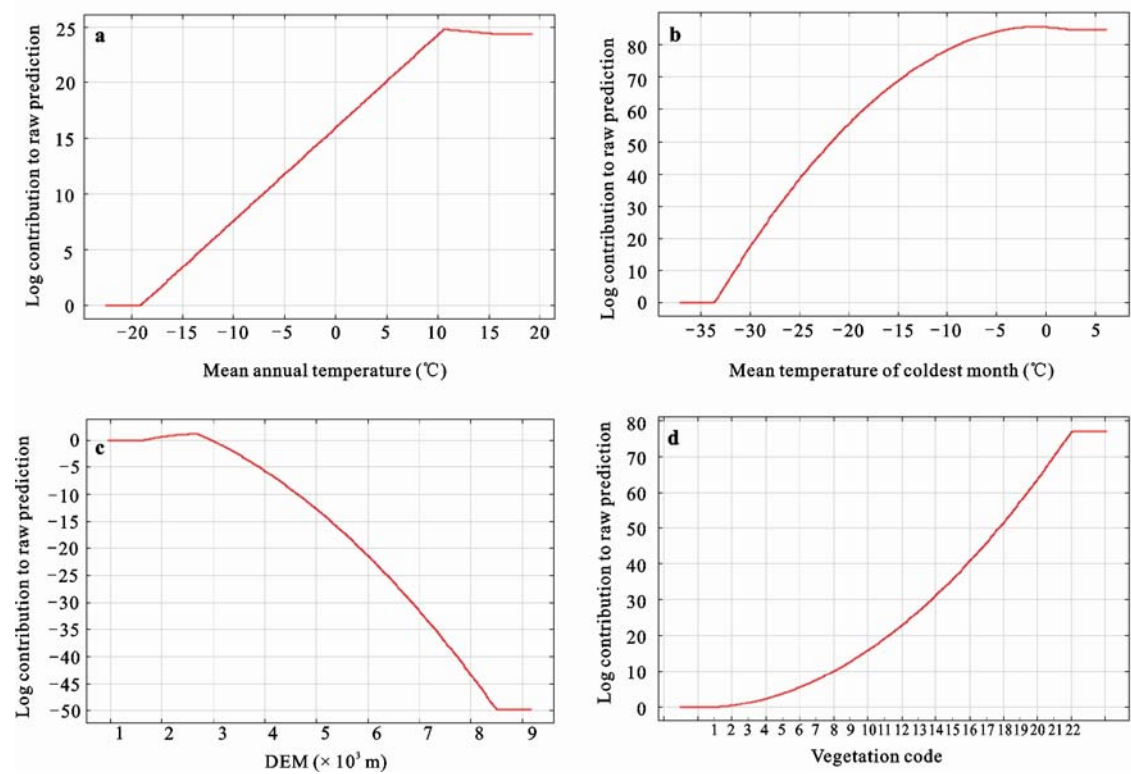 a
Log contribution to raw prediction
25
20
15
10
5
0
−20 −15 −10 −5 0 5 10 15 20
Mean annual temperature (℃)
b
Log contribution to raw prediction
80
70
60
50
40
30
20
10
0
−35 −30 −25 −20 −15 −10 −5 0 5
Mean temperature of coldest month (℃)
c
Log contribution to raw prediction
0
−5
−10
−15
−20
−25
−30
−35
−40
−45
−50
1 2 3 4 5 6 7 8 9
DEM (× 10³ m)
d
Log contribution to raw prediction
80
70
60
50
40
30
20
10
0
1 2 3 4 5 6 7 8 9 10 11 12 13 14 15 16 17 18 19 20 21 22
Vegetation code